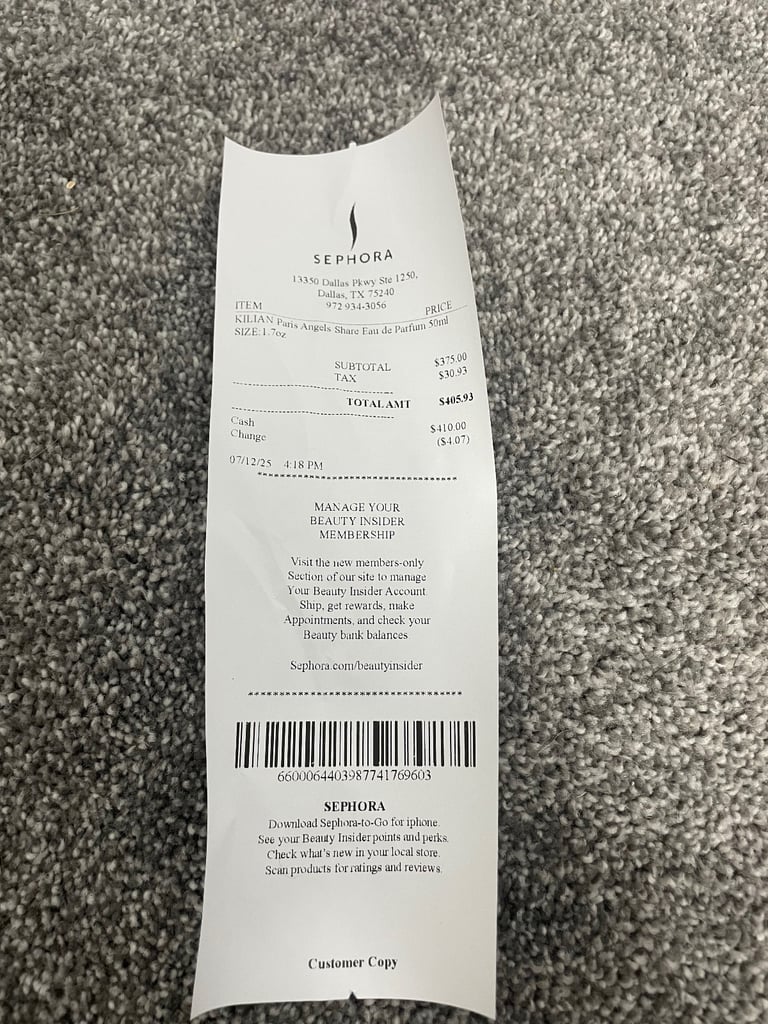 SEPHORA
13350 Dallas Pkwy Ste 1250,
Dallas, TX 75240
972 934-3056
ITEM PRICE
KILIAN Paris Angels Share Eau de Parfum 50ml
SIZE:1.7oz
SUBTOTAL $375.00
TAX $30.93
TOTAL AMT $405.93
Cash $410.00
Change ($4.07)
07/12/25 4:18 PM
MANAGE YOUR
BEAUTY INSIDER
MEMBERSHIP
Visit the new members-only
Section of our site to manage
Your Beauty Insider Account
Ship, get rewards, make
Appointments, and check your
Beauty bank balances
Sephora.com/beautyinsider
6600064403987741769603
SEPHORA
Download Sephora-to-Go for iphone.
See your Beauty Insider points and perks.
Check what's new in your local store.
Scan products for ratings and reviews.
Customer Copy